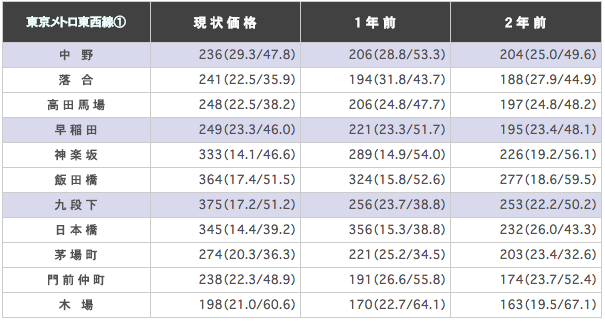 東京メトロ東西線① 現状価格 1年前 2年前
中野 236(29.3/47.8) 206(28.8/53.3) 204(25.0/49.6)
落合 241(22.5/35.9) 194(31.8/43.7) 188(27.9/44.9)
高田馬場 248(22.5/38.2) 206(24.8/47.7) 197(24.8/48.2)
早稲田 249(23.3/46.0) 221(23.3/51.7) 195(23.4/48.1)
神楽坂 333(14.1/46.6) 289(14.9/54.0) 226(19.2/56.1)
飯田橋 364(17.4/51.5) 324(15.8/52.6) 277(18.6/59.5)
九段下 375(17.2/51.2) 256(23.7/38.8) 253(22.2/50.2)
日本橋 345(14.4/39.2) 356(15.3/38.8) 232(26.0/43.3)
茅場町 274(20.3/36.3) 221(25.2/34.5) 203(23.4/32.6)
門前仲町 238(22.3/48.9) 191(26.6/55.8) 174(23.7/52.4)
木場 198(21.0/60.6) 170(22.7/64.1) 163(19.5/67.1)